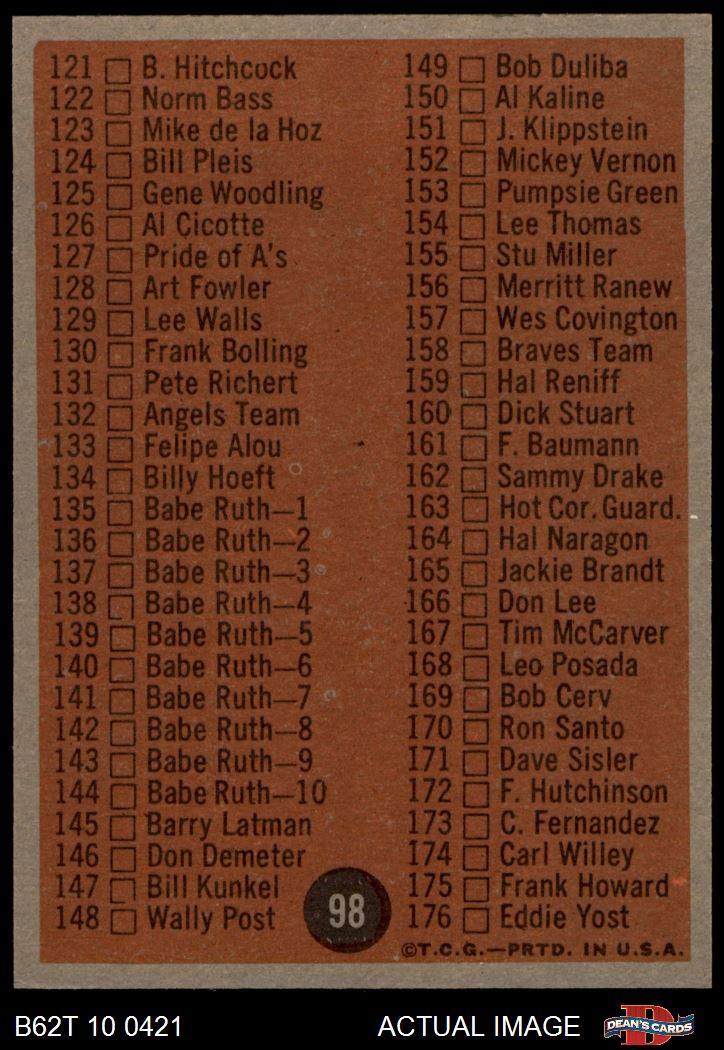 121 B. Hitchcock
122 Norm Bass
123 Mike de la Hoz
124 Bill Pleis
125 Gene Woodling
126 Al Cicotte
127 Pride of A's
128 Art Fowler
129 Lee Walls
130 Frank Bolling
131 Pete Richert
132 Angels Team
133 Felipe Alou
134 Billy Hoeft
135 Babe Ruth—1
136 Babe Ruth—2
137 Babe Ruth—3
138 Babe Ruth—4
139 Babe Ruth—5
140 Babe Ruth—6
141 Babe Ruth—7
142 Babe Ruth—8
143 Babe Ruth—9
144 Babe Ruth—10
145 Barry Latman
146 Don Demeter
147 Bill Kunkel
148 Wally Post
149 Bob Duliba
150 Al Kaline
151 J. Klippstein
152 Mickey Vernon
153 Pumpsie Green
154 Lee Thomas
155 Stu Miller
156 Merritt Ranew
157 Wes Covington
158 Braves Team
159 Hal Reniff
160 Dick Stuart
161 F. Baumann
162 Sammy Drake
163 Hot Cor. Guard.
164 Hal Naragon
165 Jackie Brandt
166 Don Lee
167 Tim McCarver
168 Leo Posada
169 Bob Cerv
170 Ron Santo
171 Dave Sisler
172 F. Hutchinson
173 C. Fernandez
174 Carl Willey
175 Frank Howard
176 Eddie Yost
98
©T.C.G.—PRTD. IN U.S.A.
B62T 10 0421
ACTUAL IMAGE
DEAN'S CARDS